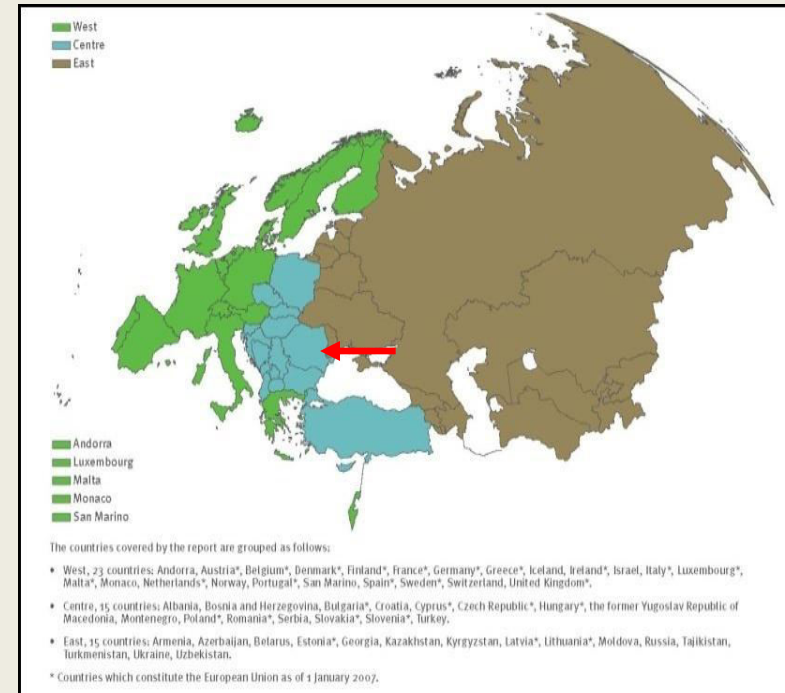 West
Centre
East
Andorra
Luxembourg
Malta
Monaco
San Marino
The countries covered by the report are grouped as follows:
• West, 23 countries: Andorra, Austria*, Belgium*, Denmark*, Finland*, France*, Germany*, Greece*, Iceland, Ireland*, Israel, Italy*, Luxembourg*,
Malta*, Monaco, Netherlands*, Norway, Portugal*, San Marino, Spain*, Sweden*, Switzerland, United Kingdom*.
• Centre, 15 countries: Albania, Bosnia and Herzegovina, Bulgaria*, Croatia, Cyprus*, Czech Republic*, Hungary*, the former Yugoslav Republic of
Macedonia, Montenegro, Poland*, Romania*, Serbia, Slovakia*, Slovenia*, Turkey.
• East, 15 countries: Armenia, Azerbaijan, Belarus, Estonia*, Georgia, Kazakhstan, Kyrgyzstan, Latvia*, Lithuania*, Moldova, Russia, Tajikistan,
Turkmenistan, Ukraine, Uzbekistan.
* Countries which constitute the European Union as of 1 January 2007.